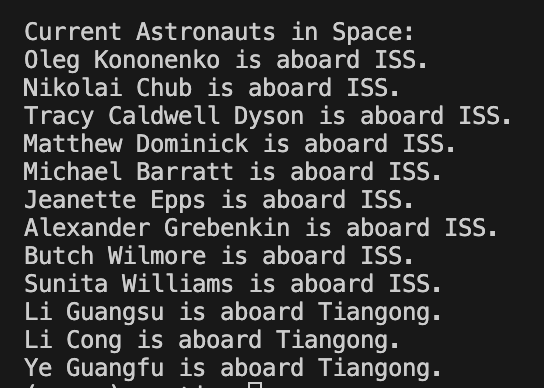 Current Astronauts in Space:
Oleg Kononenko is aboard ISS.
Nikolai Chub is aboard ISS.
Tracy Caldwell Dyson is aboard ISS.
Matthew Dominick is aboard ISS.
Michael Barratt is aboard ISS.
Jeanette Epps is aboard ISS.
Alexander Grebenkin is aboard ISS.
Butch Wilmore is aboard ISS.
Sunita Williams is aboard ISS.
Li Guangsu is aboard Tiangong.
Li Cong is aboard Tiangong.
Ye Guangfu is aboard Tiangong.